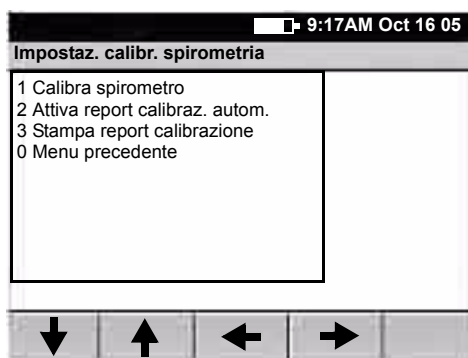 9:17AM Oct 16 05
Impostaz. calibr. spirometria
1 Calibra spirometro
2 Attiva report calibraz. autom.
3 Stampa report calibrazione
0 Menu precedente